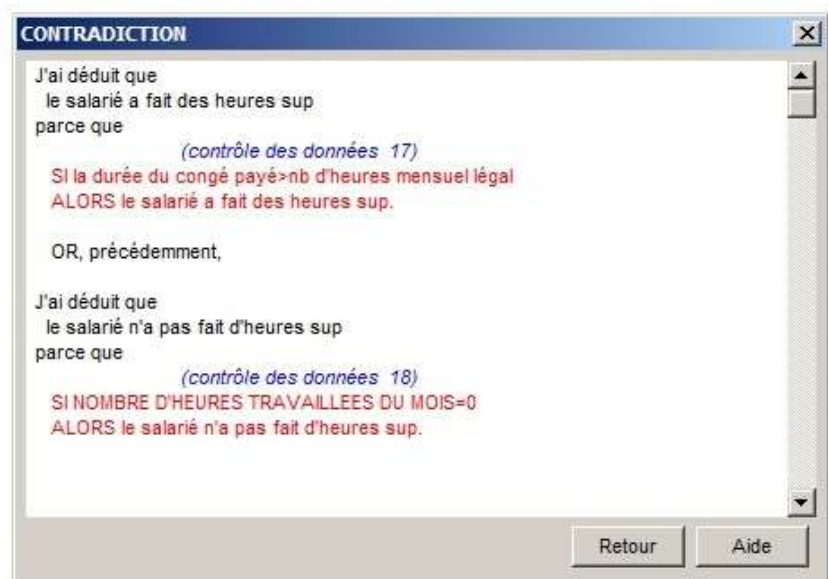 CONTRADICTION
J'ai déduit que
le salarié a fait des heures sup
parce que
(contrôle des données 17)
SI la durée du congé payé>nb d'heures mensuel légal
ALORS le salarié a fait des heures sup.
OR, précédemment,
J'ai déduit que
le salarié n'a pas fait d'heures sup
parce que
(contrôle des données 18)
SI NOMBRE D'HEURES TRAVAILLEES DU MOIS=0
ALORS le salarié n'a pas fait d'heures sup.
Retour Aide